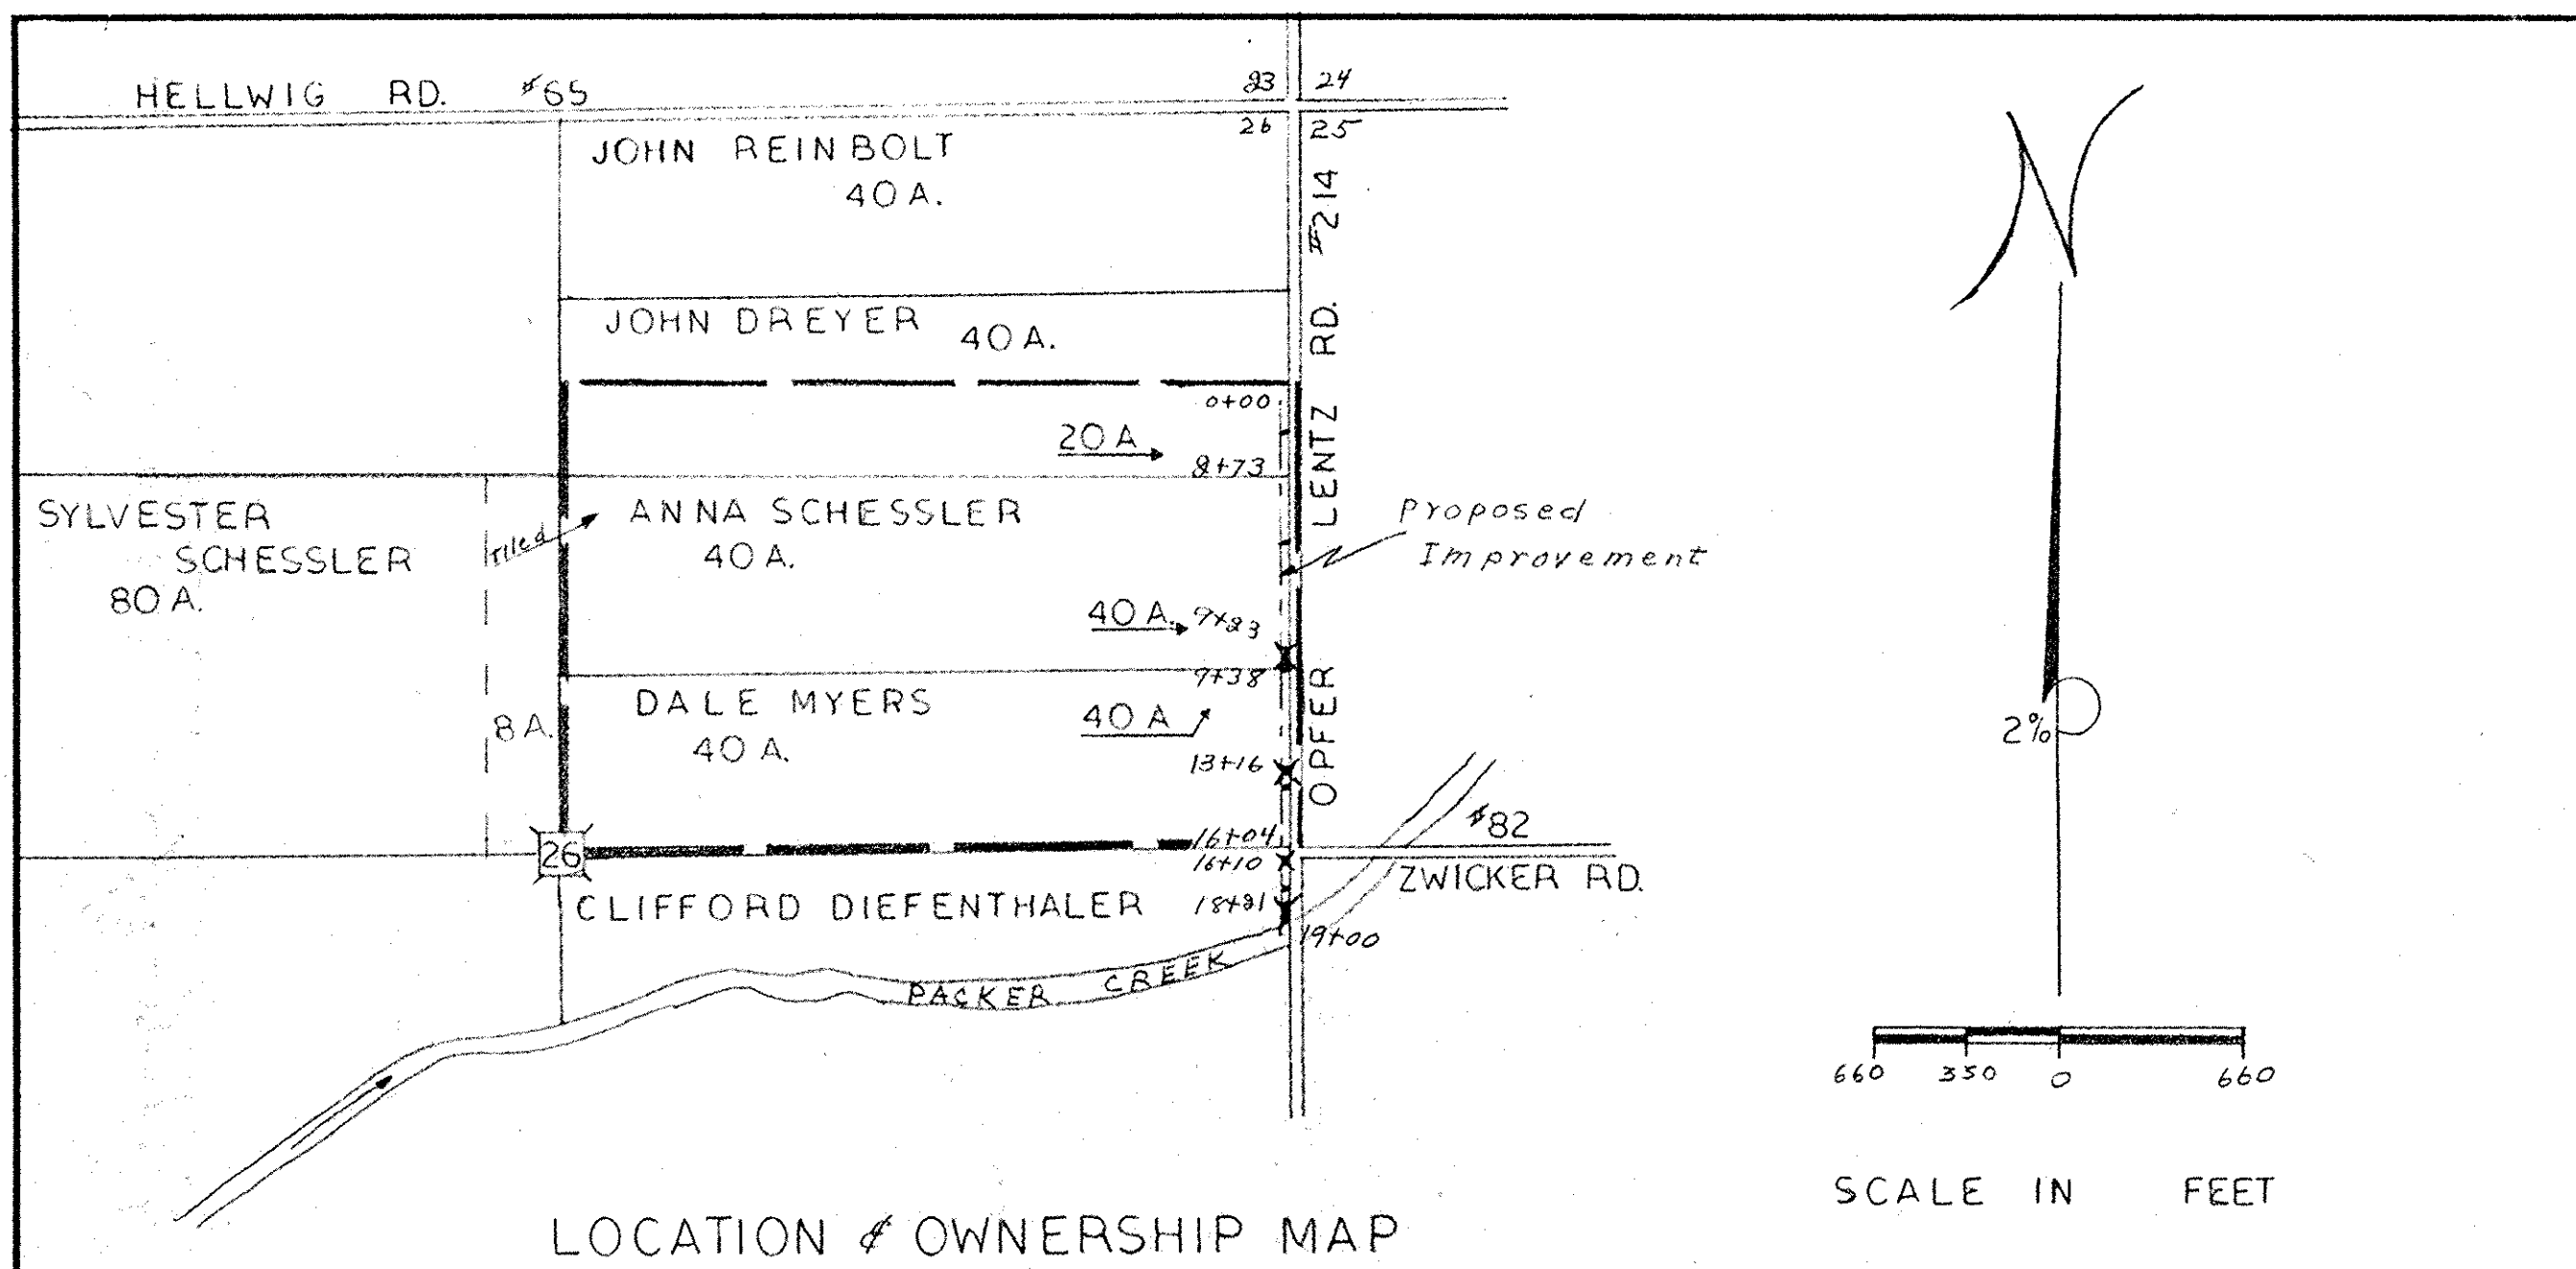 HELLWIG RD. #65
23 24
26 25
JOHN REINBOLT
40 A.
OPFER LENTZ RD. #214
JOHN DREYER 40 A.
0+00
20 A
8+73
SYLVESTER
SCHESSLER
80 A.
Tiled
ANNA SCHESSLER
40 A.
Proposed
Improvement
40 A. 9+23
9+38
DALE MYERS
40 A.
40 A
8 A.
13+16
16+04
16+10
26
#82
ZWICKER RD.
CLIFFORD DIEFENTHALER
18+21
19+00
PACKER CREEK
N
2%
660 350 0 660
SCALE IN FEET
LOCATION & OWNERSHIP MAP